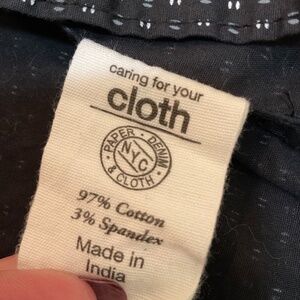 caring for your
cloth
PAPER · DENIM
NYC
& CLOTH ·
97% Cotton
3% Spandex
Made in
India